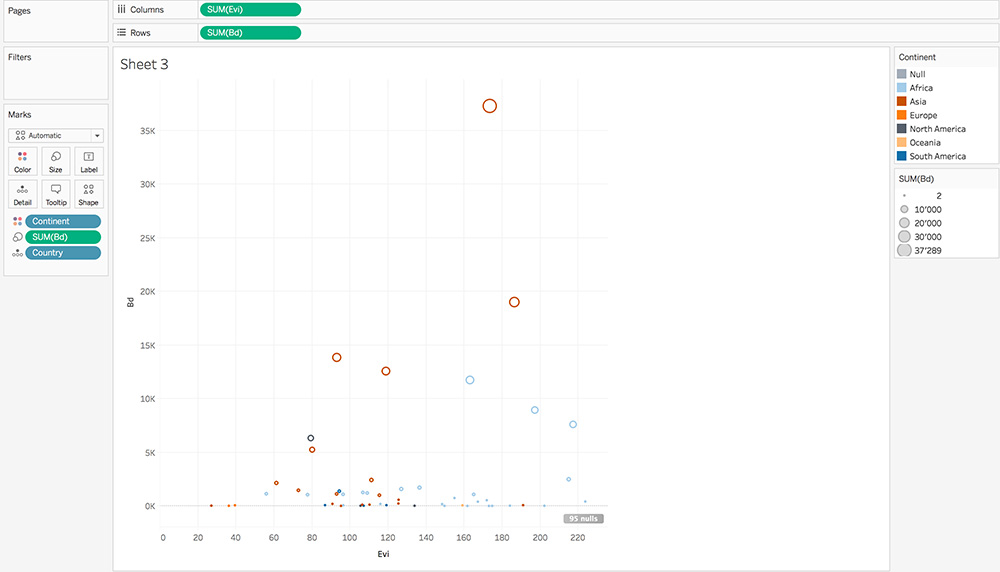 Pages
Columns
SUM(Evi)
Rows
SUM(Bd)
Filters
Marks
Automatic
Color
Size
Label
Detail
Tooltip
Shape
Continent
SUM(Bd)
Country
Sheet 3
35K
30K
25K
20K
15K
10K
5K
0K
Bd
0 20 40 60 80 100 120 140 160 180 200 220
Evi
95 nulls
Continent
Null
Africa
Asia
Europe
North America
Oceania
South America
SUM(Bd)
2
10'000
20'000
30'000
37'289